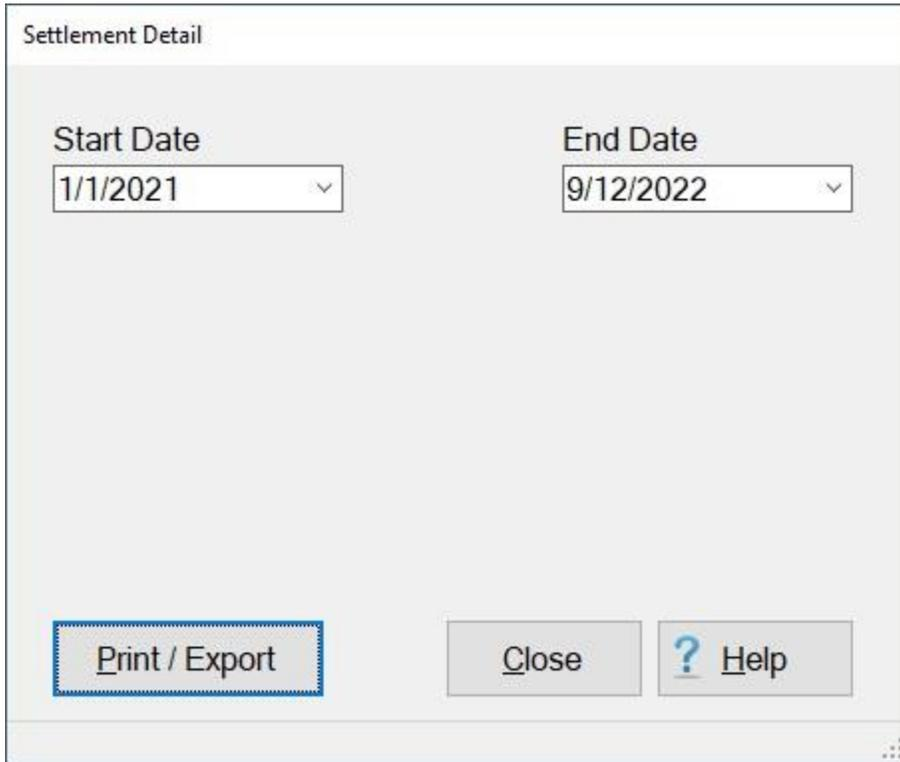 Settlement Detail
Start Date
End Date
1/1/2021
9/12/2022
Print / Export
Close
? Help